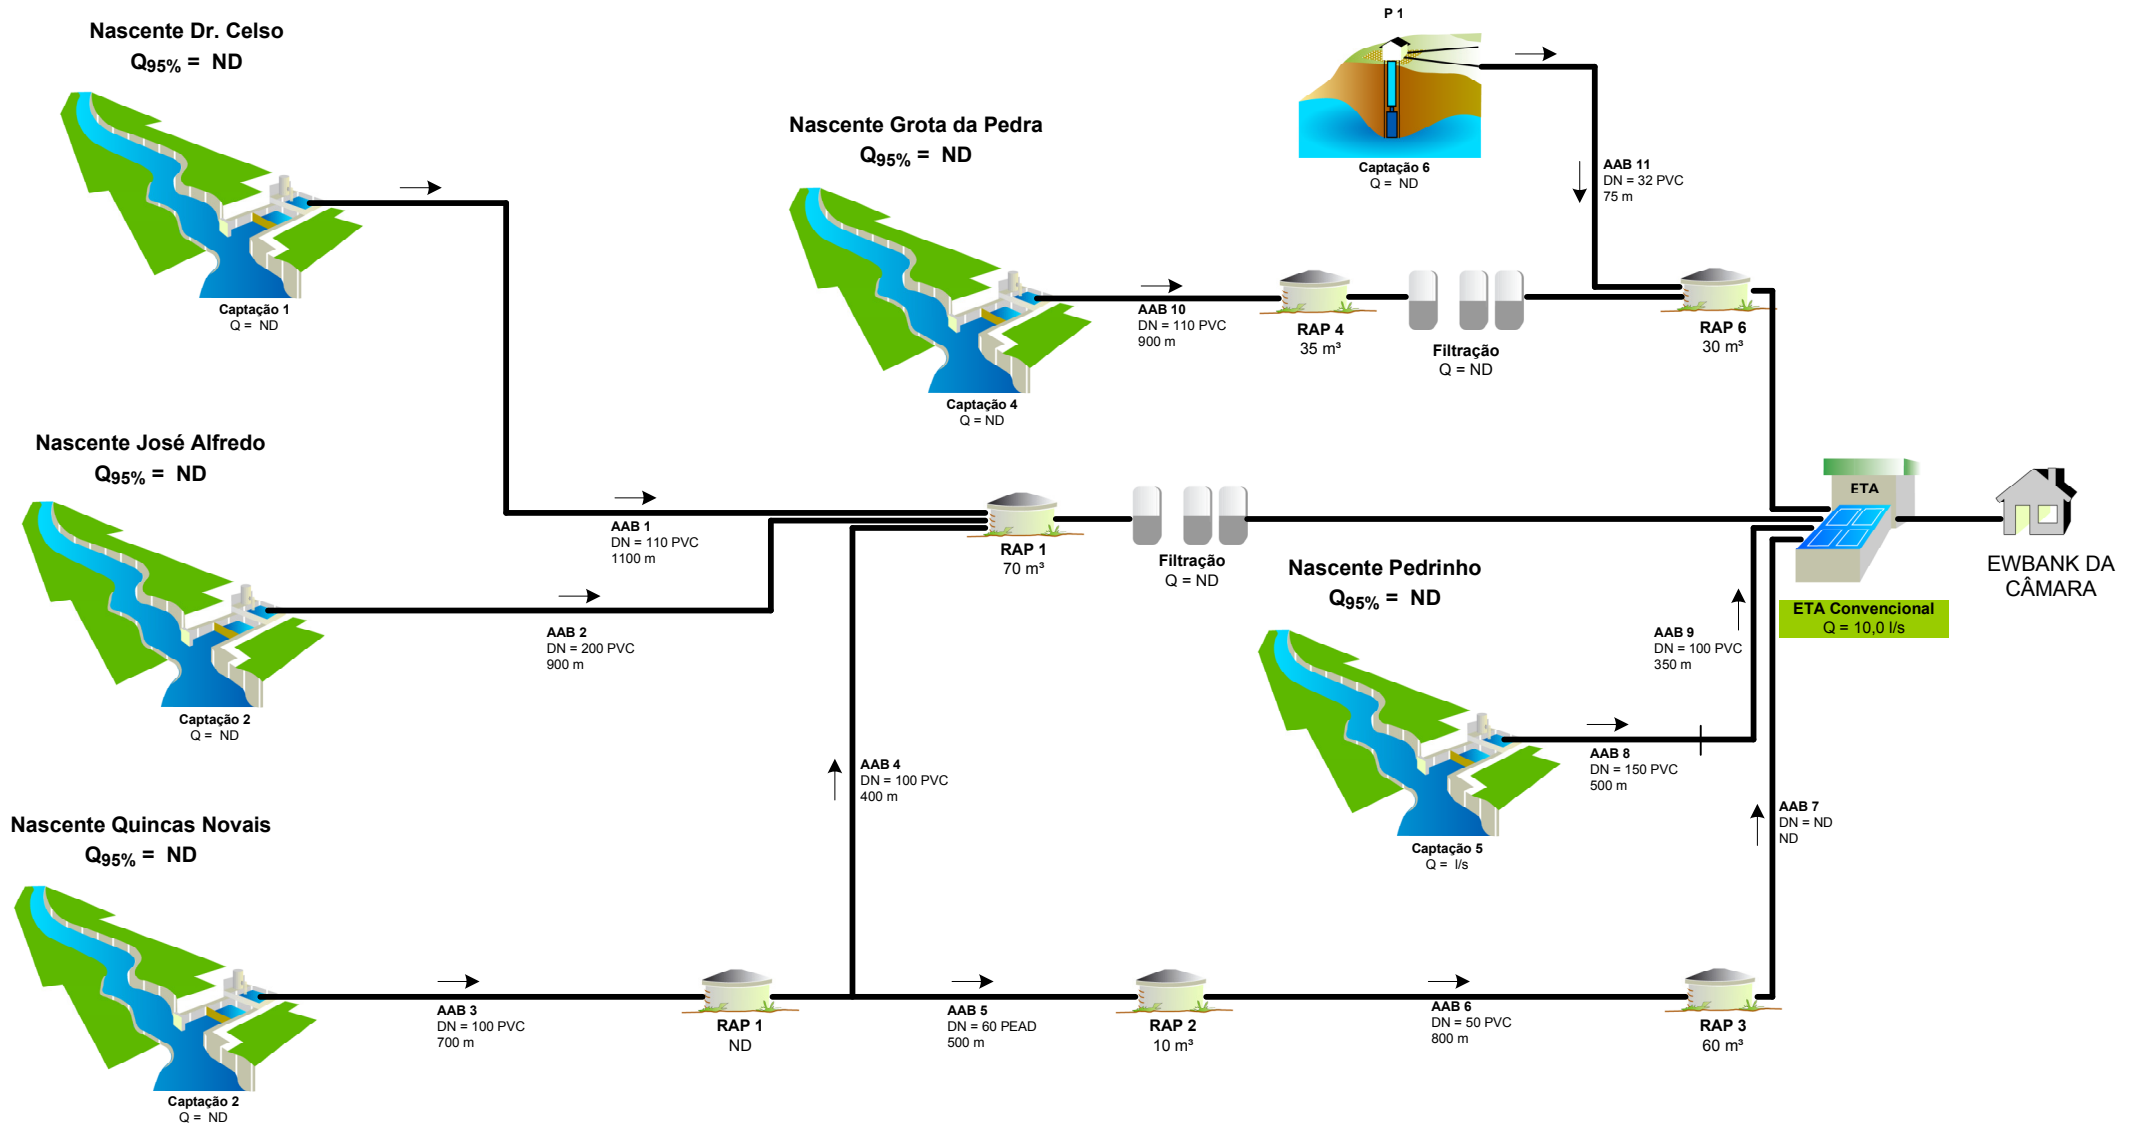 Nascente Dr. Celso
Q95% = ND
Captação 1
Q = ND
P 1
Captação 6
Q = ND
AAB 11
DN = 32 PVC
75 m
Nascente Grota da Pedra
Q95% = ND
Captação 4
Q = ND
AAB 10
DN = 110 PVC
900 m
RAP 4
35 m³
Filtração
Q = ND
RAP 6
30 m³
Nascente José Alfredo
Q95% = ND
Captação 2
Q = ND
AAB 1
DN = 110 PVC
1100 m
AAB 2
DN = 200 PVC
900 m
RAP 1
70 m³
Filtração
Q = ND
ETA
ETA Convencional
Q = 10,0 l/s
EWBANK DA
CÂMARA
Nascente Pedrinho
Q95% = ND
Captação 5
Q = l/s
AAB 9
DN = 100 PVC
350 m
AAB 8
DN = 150 PVC
500 m
AAB 4
DN = 100 PVC
400 m
AAB 7
DN = ND
ND
Nascente Quincas Novais
Q95% = ND
Captação 2
Q = ND
AAB 3
DN = 100 PVC
700 m
RAP 1
ND
AAB 5
DN = 60 PEAD
500 m
RAP 2
10 m³
AAB 6
DN = 50 PVC
800 m
RAP 3
60 m³